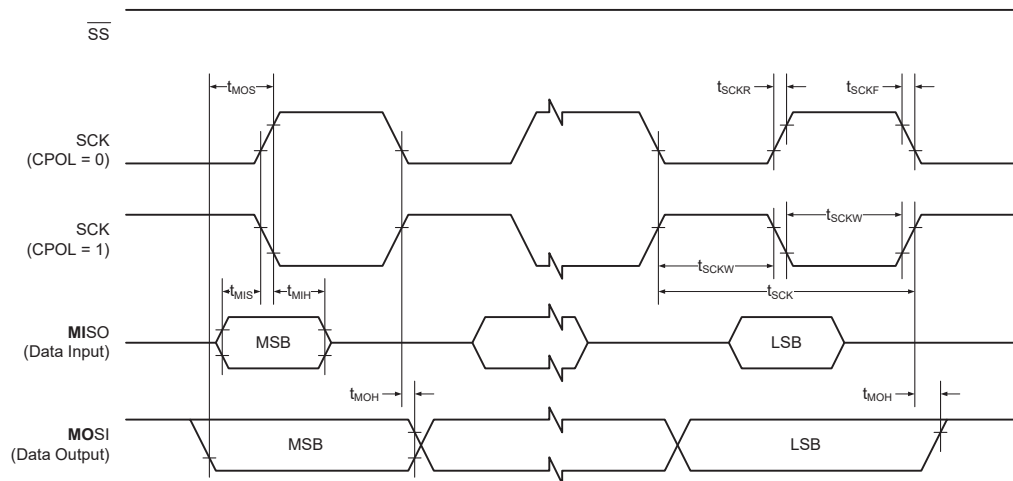 SS
tMOS
tSCKR
tSCKF
SCK
(CPOL = 0)
SCK
(CPOL = 1)
tSCKW
tSCKW
tMIS
tMIH
tSCK
MISO
(Data Input)
MSB
LSB
tMOH
tMOH
MOSI
(Data Output)
MSB
LSB